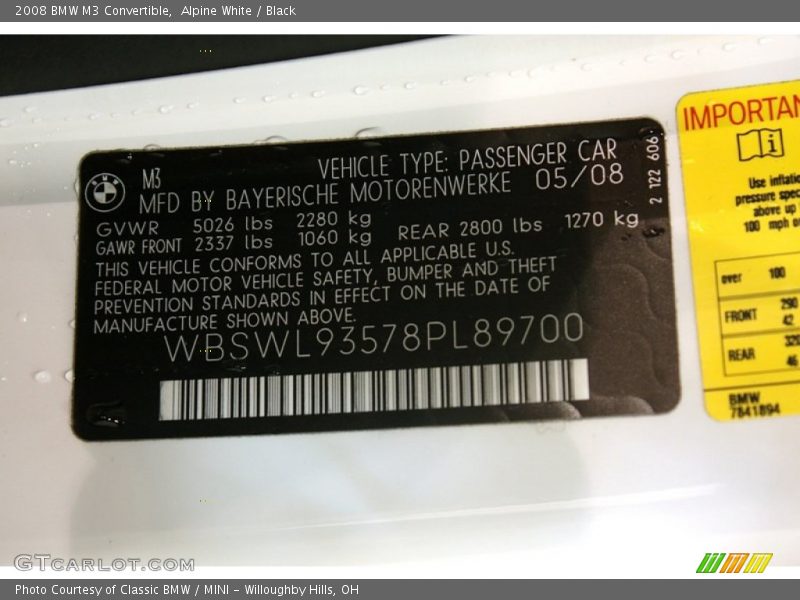 2008 BMW M3 Convertible, Alpine White / Black
M3
VEHICLE TYPE: PASSENGER CAR
MFD BY BAYERISCHE MOTORENWERKE 05/08
GVWR 5026 lbs 2280 kg
GAWR FRONT 2337 lbs 1060 kg REAR 2800 lbs 1270 kg
THIS VEHICLE CONFORMS TO ALL APPLICABLE U.S.
FEDERAL MOTOR VEHICLE SAFETY, BUMPER AND THEFT
PREVENTION STANDARDS IN EFFECT ON THE DATE OF
MANUFACTURE SHOWN ABOVE.
WBSWL93578PL89700
2 122 606
BMW
IMPORTAN
Use inflatio
pressure spec
above up
100 mph or
over 100
FRONT 290
42
REAR 320
46
BMW
7841894
GTCARLOT.COM
Photo Courtesy of Classic BMW / MINI - Willoughby Hills, OH